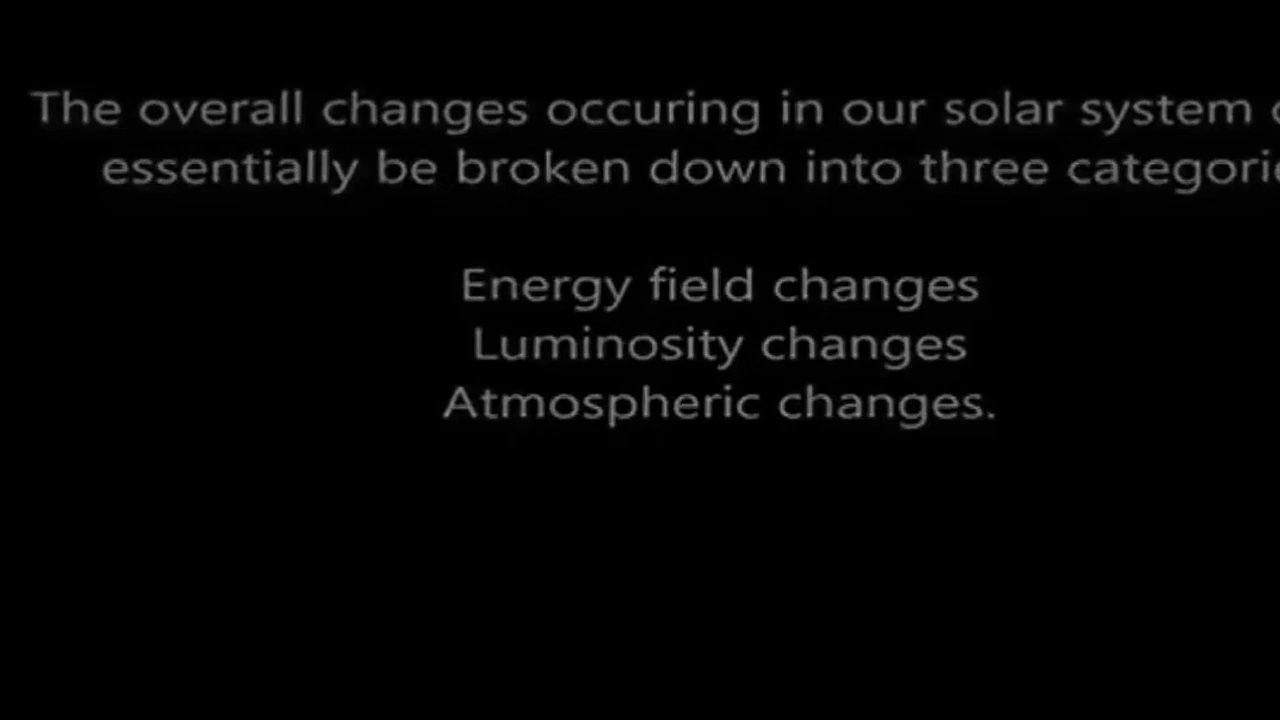 The overall changes occuring in our solar system
essentially be broken down into three
Energy field changes
Luminosity changes
Atmospheric changes.